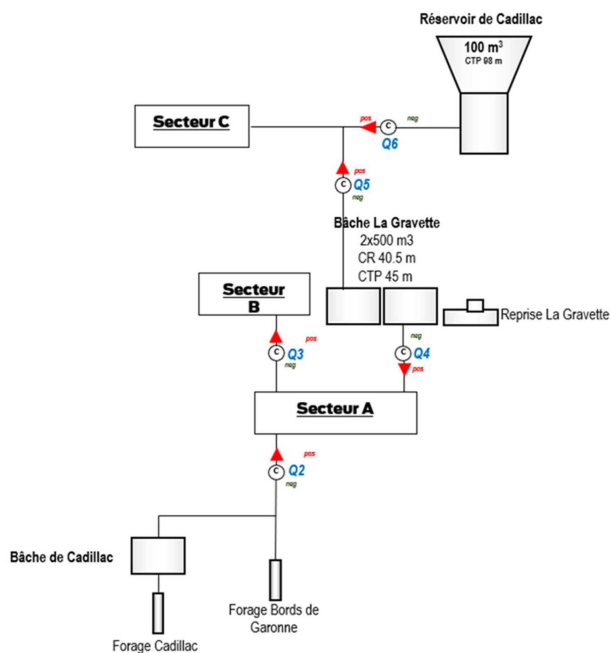 Réservoir de Cadillac
100 m³
CTP 98 m
Secteur C
pos
C
neg
Q6
pos
C
Q5
neg
Bâche La Gravette
2x500 m3
CR 40.5 m
CTP 45 m
Secteur
B
Reprise La Gravette
pos
C
Q3
neg
neg
C
Q4
pos
Secteur A
pos
C
Q2
neg
Bâche de Cadillac
Forage Bords de
Garonne
Forage Cadillac